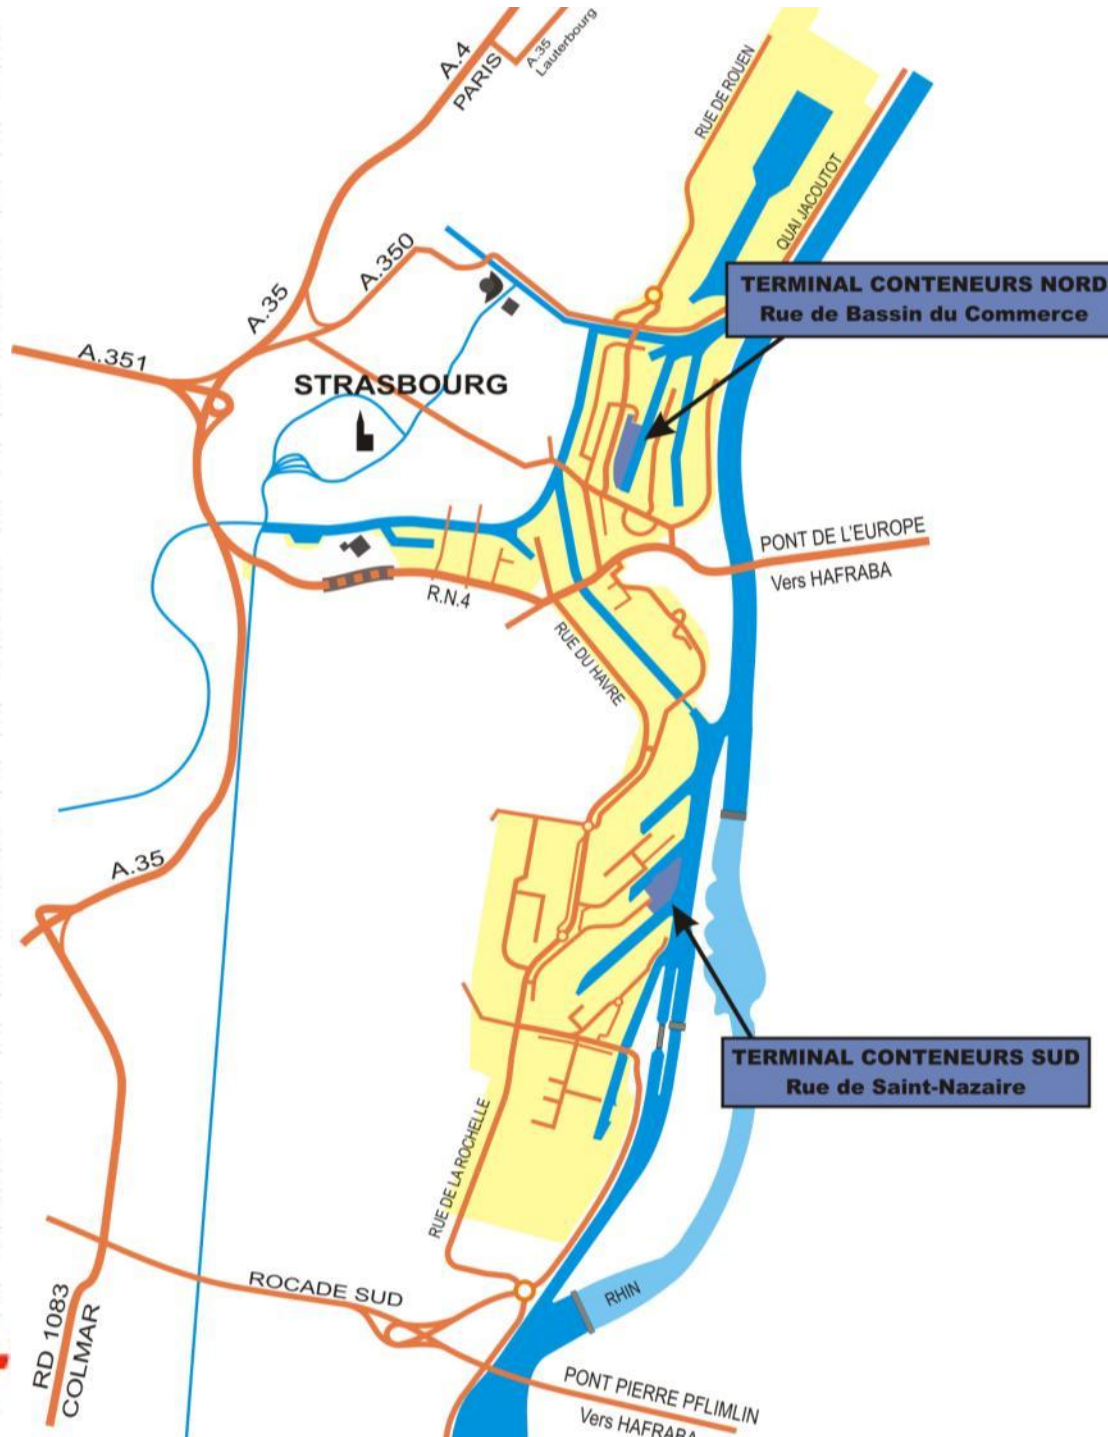 A.4
PARIS
A.35
Lauterbourg
RUE DE ROUEN
QUAI JACOUTOT
A.350
A.35
A.351
TERMINAL CONTENEURS NORD
Rue de Bassin du Commerce
STRASBOURG
PONT DE L'EUROPE
Vers HAFRABA
R.N.4
RUE DU HAVRE
A.35
TERMINAL CONTENEURS SUD
Rue de Saint-Nazaire
RUE DE LA ROCHELLE
ROCADE SUD
RHIN
RD 1083
COLMAR
PONT PIERRE PFLIMLIN
Vers HAFRABA